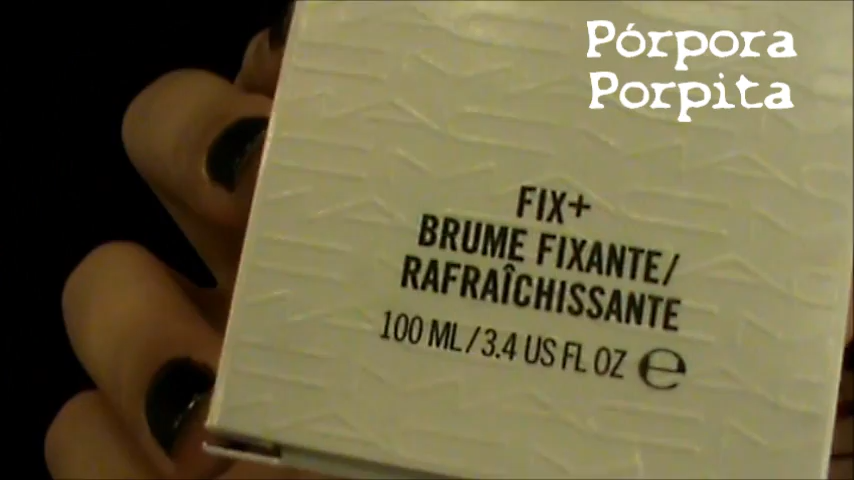 Pórpora
Porpita
FIX+
BRUME FIXANTE/
RAFRAÎCHISSANTE
100 ML/3.4 US FL OZ ℮